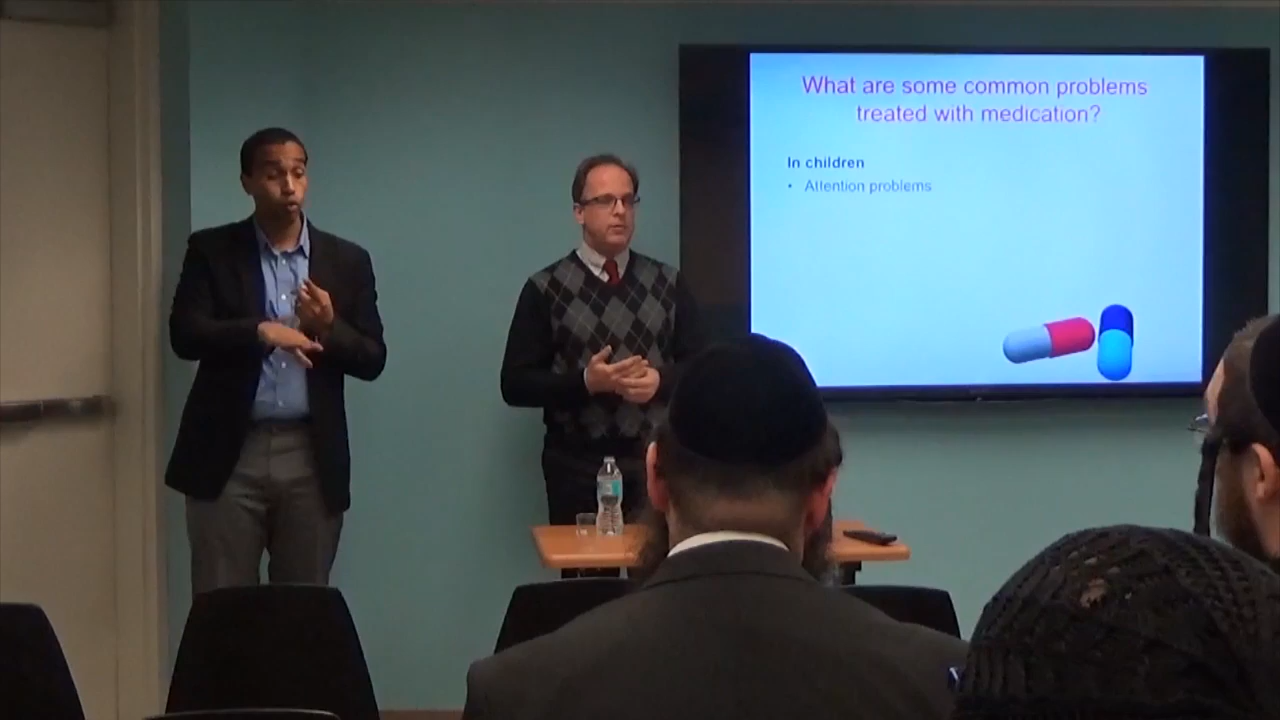 What are some common problems
treated with medication?
In children
• Attention problems